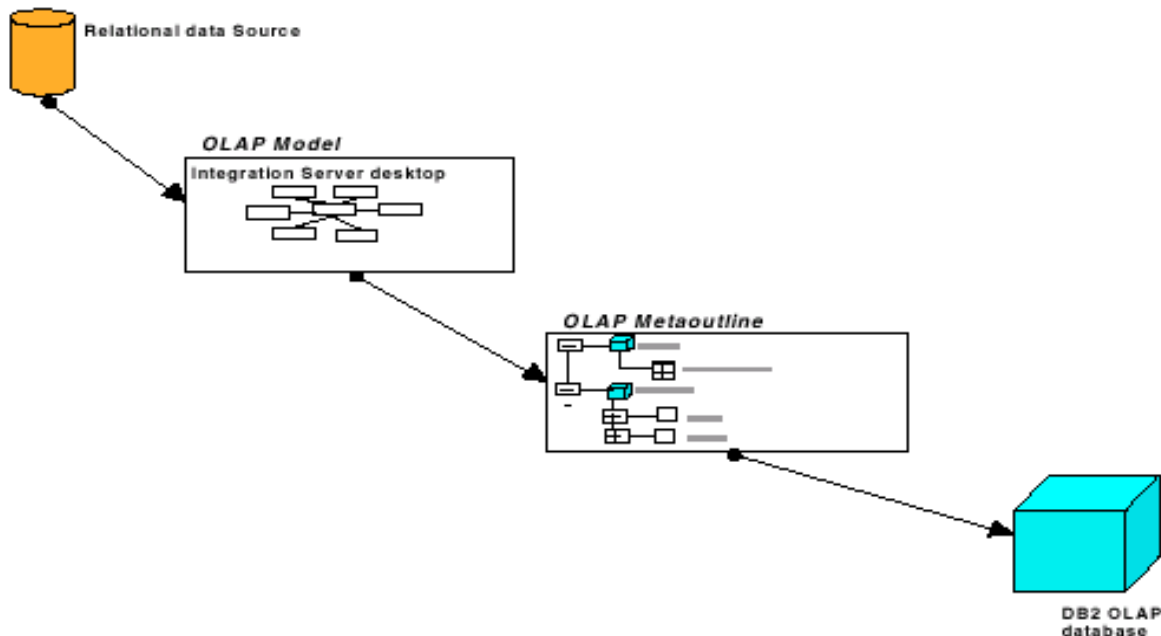 Relational data Source
OLAP Model
Integration Server desktop
OLAP Metaoutline
DB2 OLAP
database